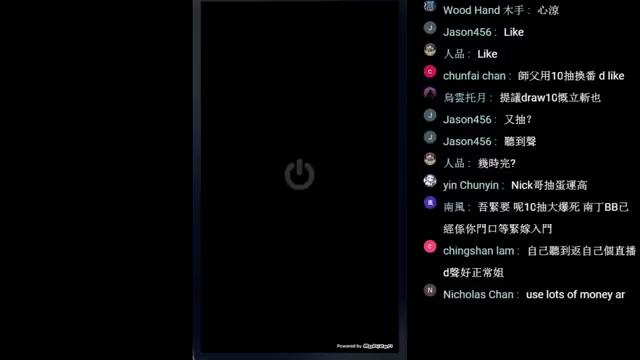 Wood Hand 木手 : 心涼
Jason456 : Like
人品 : Like
chunfai chan : 師父用10抽換番 d like
烏雲托月 : 提議draw10慨立斬也
Jason456 : 又抽?
Jason456 : 聽到聲
人品 : 幾時完?
yin Chunyin : Nick哥抽蛋運高
南風 : 吾緊要 呢10抽大爆死 南丁BB已
經係你門口等緊嫁入門
chingshan lam : 自己聽到返自己個直播
d聲好正常姐
Nicholas Chan : use lots of money ar
Powered by